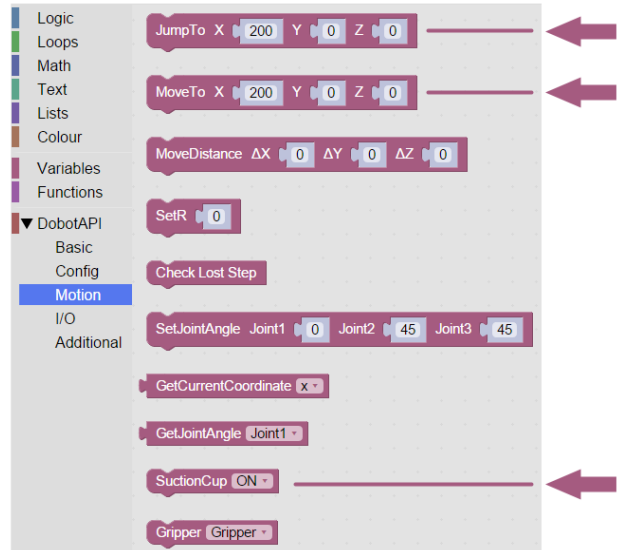 Logic
Loops
Math
Text
Lists
Colour
Variables
Functions
DobotAPI
Basic
Config
Motion
I/O
Additional
JumpTo X 200 Y 0 Z 0
MoveTo X 200 Y 0 Z 0
MoveDistance ΔX 0 ΔY 0 ΔZ 0
SetR 0
Check Lost Step
SetJointAngle Joint1 0 Joint2 45 Joint3 45
GetCurrentCoordinate x
GetJointAngle Joint1
SuctionCup ON
Gripper Gripper